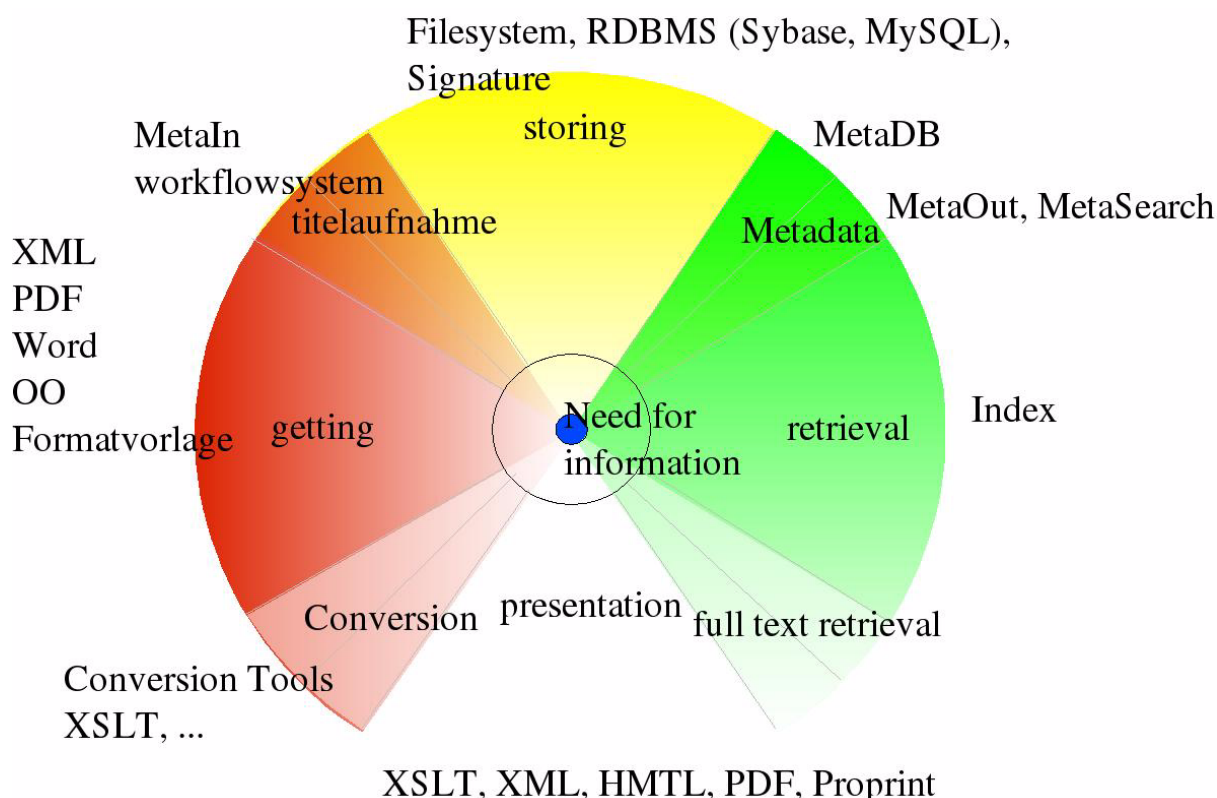 Filesystem, RDBMS (Sybase, MySQL),
Signature
storing
MetaIn
workflowsystem
titelaufnahme
MetaDB
MetaOut, MetaSearch
Metadata
XML
PDF
Word
OO
Formatvorlage
getting
Need for
information
retrieval
Index
Conversion
presentation
full text retrieval
Conversion Tools
XSLT, ...
XSLT, XML, HMTL, PDF, Proprint